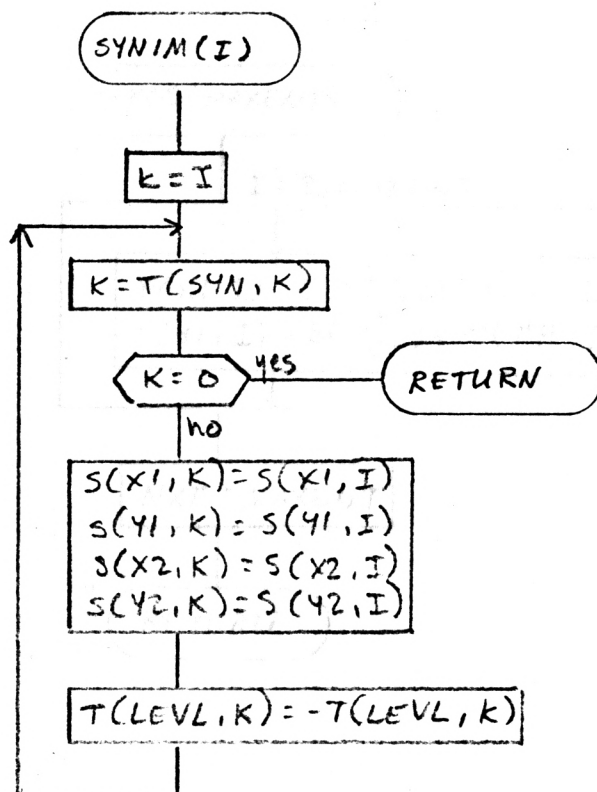 SYNIM(I)
K=I
K=T(SYN,K)
K=0
yes
RETURN
no
S(X1,K)=S(X1,I)
S(Y1,K)=S(Y1,I)
S(X2,K)=S(X2,I)
S(Y2,K)=S(Y2,I)
T(LEVL,K)=-T(LEVL,K)